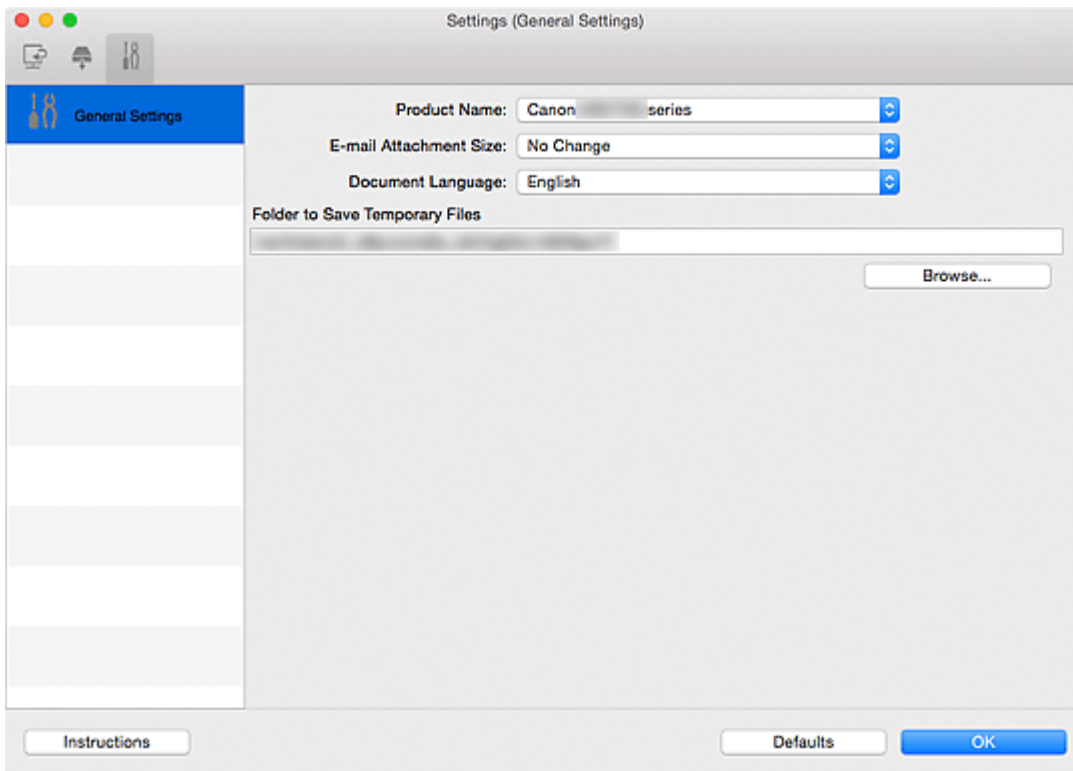 Settings (General Settings)
General Settings
Product Name: Canon series
E-mail Attachment Size: No Change
Document Language: English
Folder to Save Temporary Files
Browse...
Instructions Defaults OK